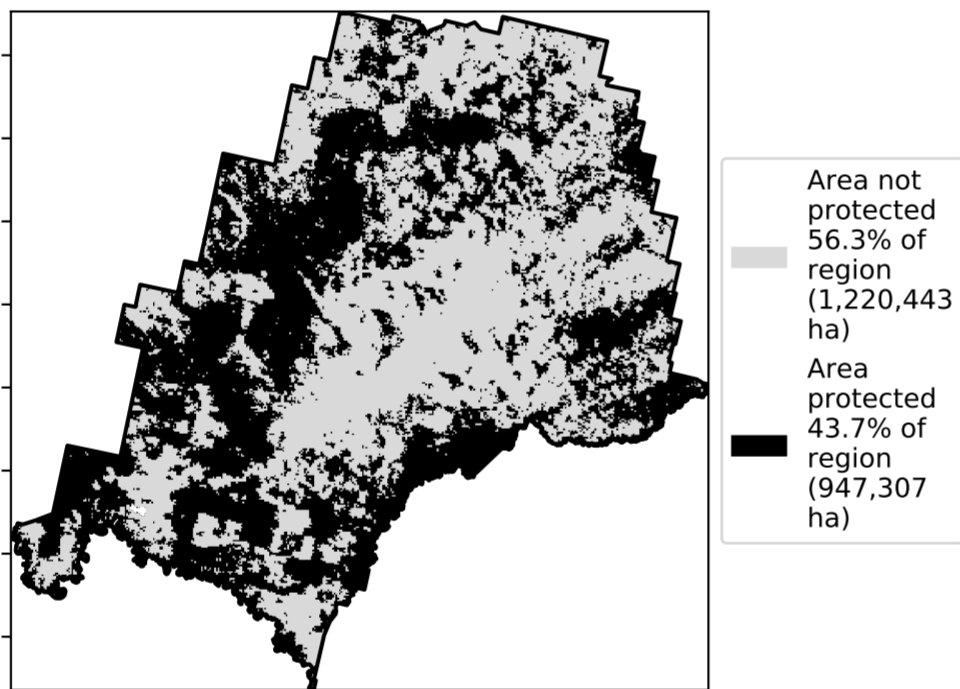 Area not
protected
56.3% of
region
(1,220,443
ha)
Area
protected
43.7% of
region
(947,307
ha)